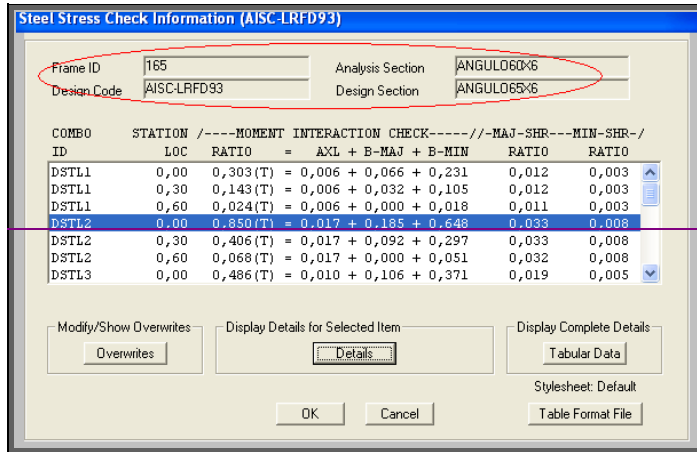 Steel Stress Check Information (AISC-LRFD93)
Frame ID 165 Analysis Section ANGULO60X6
Design Code AISC-LRFD93 Design Section ANGULO65X6
COMBO STATION /----MOMENT INTERACTION CHECK-----//-MAJ-SHR---MIN-SHR-/
ID LOC RATIO = AXL + B-MAJ + B-MIN RATIO RATIO
DSTL1 0,00 0,303(T) = 0,006 + 0,066 + 0,231 0,012 0,003
DSTL1 0,30 0,143(T) = 0,006 + 0,032 + 0,105 0,012 0,003
DSTL1 0,60 0,024(T) = 0,006 + 0,000 + 0,018 0,011 0,003
DSTL2 0,00 0,850(T) = 0,017 + 0,185 + 0,648 0,033 0,008
DSTL2 0,30 0,406(T) = 0,017 + 0,092 + 0,297 0,033 0,008
DSTL2 0,60 0,068(T) = 0,017 + 0,000 + 0,051 0,032 0,008
DSTL3 0,00 0,486(T) = 0,010 + 0,106 + 0,371 0,019 0,005
Modify/Show Overwrites Display Details for Selected Item Display Complete Details
Overwrites Details Tabular Data
Stylesheet: Default
OK Cancel Table Format File